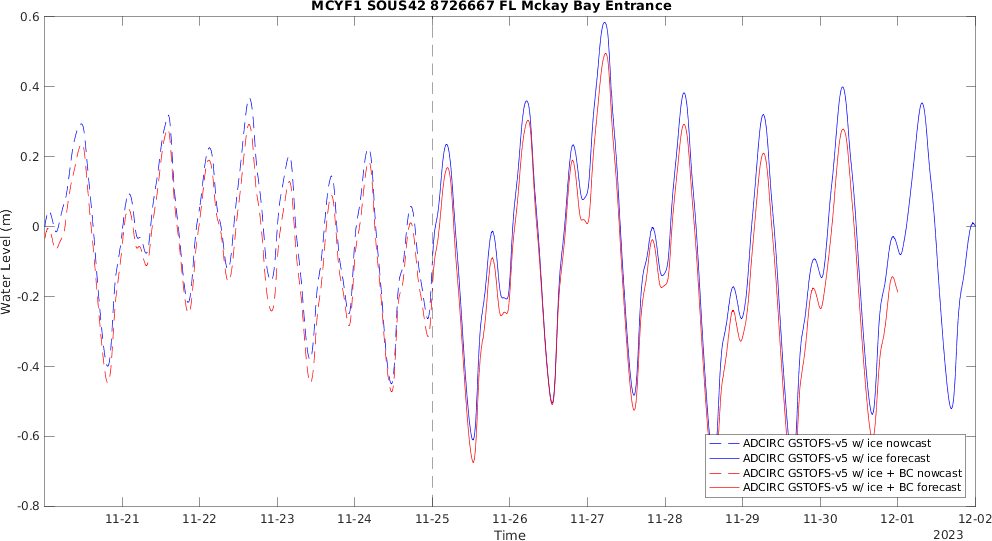 MCYF1 SOUS42 8726667 FL Mckay Bay Entrance
0.6
0.4
0.2
0
-0.2
-0.4
-0.6
-0.8
Water Level (m)
ADCIRC GSTOFS-v5 w/ ice nowcast
ADCIRC GSTOFS-v5 w/ ice forecast
ADCIRC GSTOFS-v5 w/ ice + BC nowcast
ADCIRC GSTOFS-v5 w/ ice + BC forecast
11-21 11-22 11-23 11-24 11-25 11-26 11-27 11-28 11-29 11-30 12-01 12-02
Time
2023